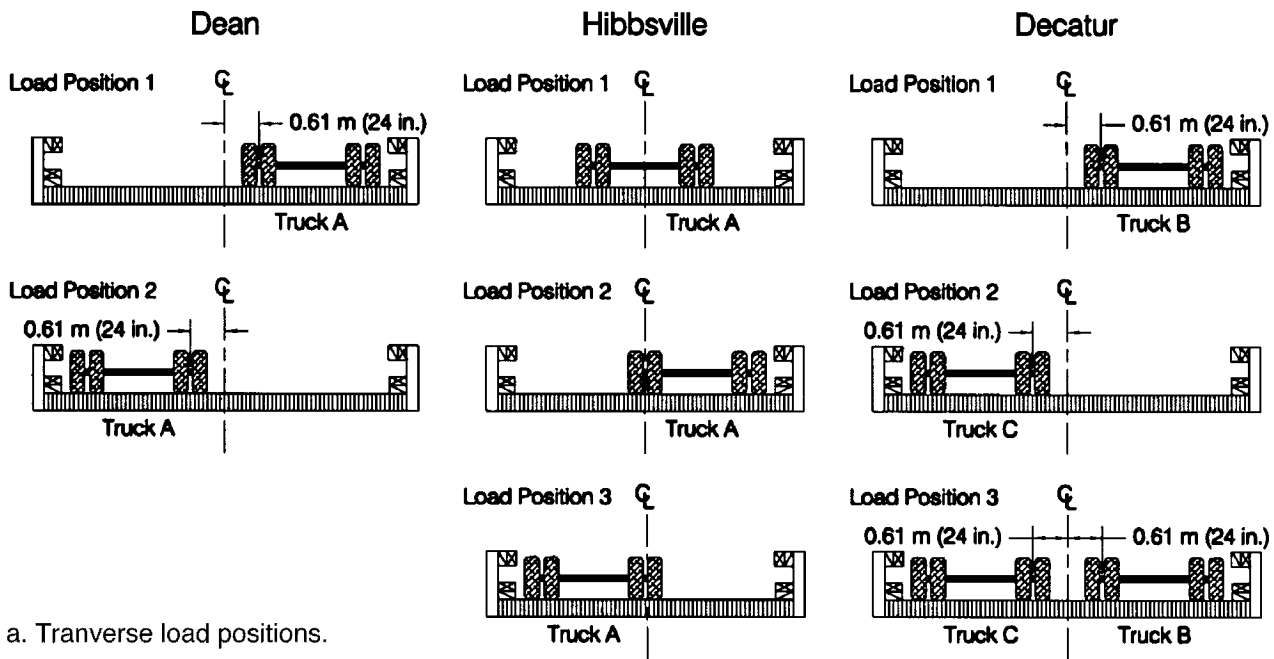 Dean
Hibbsville
Decatur
Load Position 1
℄
0.61 m (24 in.)
Truck A
Load Position 1
℄
Truck A
Load Position 1
℄
0.61 m (24 in.)
Truck B
Load Position 2
℄
0.61 m (24 in.)
Truck A
Load Position 2
℄
Truck A
Load Position 2
℄
0.61 m (24 in.)
Truck C
Load Position 3
℄
Truck A
Load Position 3
℄
0.61 m (24 in.)
0.61 m (24 in.)
Truck C
Truck B
a. Tranverse load positions.